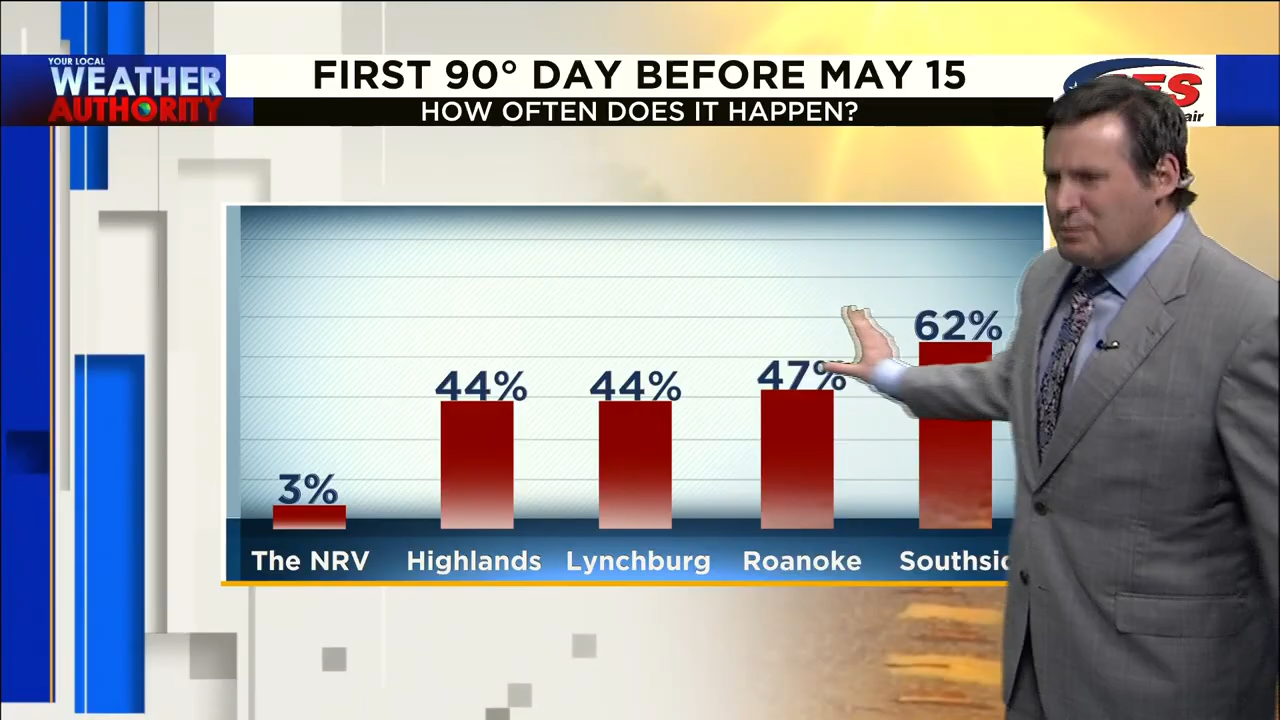 YOUR LOCAL
WEATHER
AUTHORITY
FIRST 90° DAY BEFORE MAY 15
HOW OFTEN DOES IT HAPPEN?
air
3%
44%
44%
47%
62%
The NRV
Highlands
Lynchburg
Roanoke